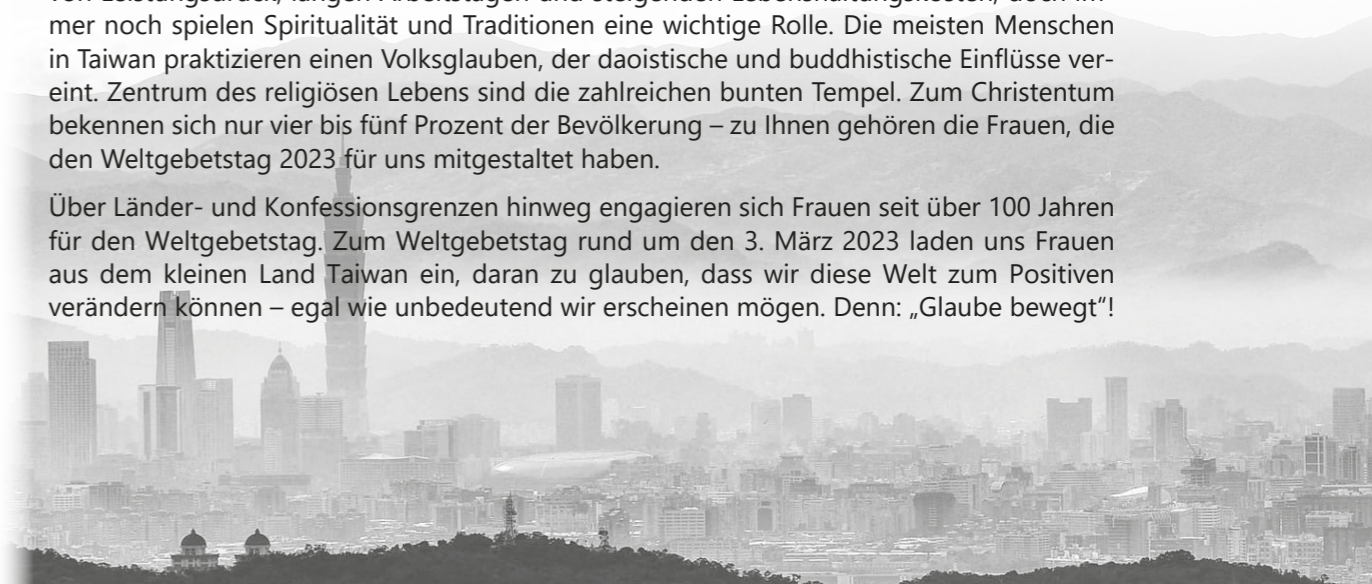 mer noch spielen Spiritualität und Traditionen eine wichtige Rolle. Die meisten Menschen
in Taiwan praktizieren einen Volksglauben, der daoistische und buddhistische Einflüsse ver-
eint. Zentrum des religiösen Lebens sind die zahlreichen bunten Tempel. Zum Christentum
bekennen sich nur vier bis fünf Prozent der Bevölkerung – zu Ihnen gehören die Frauen, die
den Weltgebetstag 2023 für uns mitgestaltet haben.
Über Länder- und Konfessionsgrenzen hinweg engagieren sich Frauen seit über 100 Jahren
für den Weltgebetstag. Zum Weltgebetstag rund um den 3. März 2023 laden uns Frauen
aus dem kleinen Land Taiwan ein, daran zu glauben, dass wir diese Welt zum Positiven
verändern können – egal wie unbedeutend wir erscheinen mögen. Denn: „Glaube bewegt“!